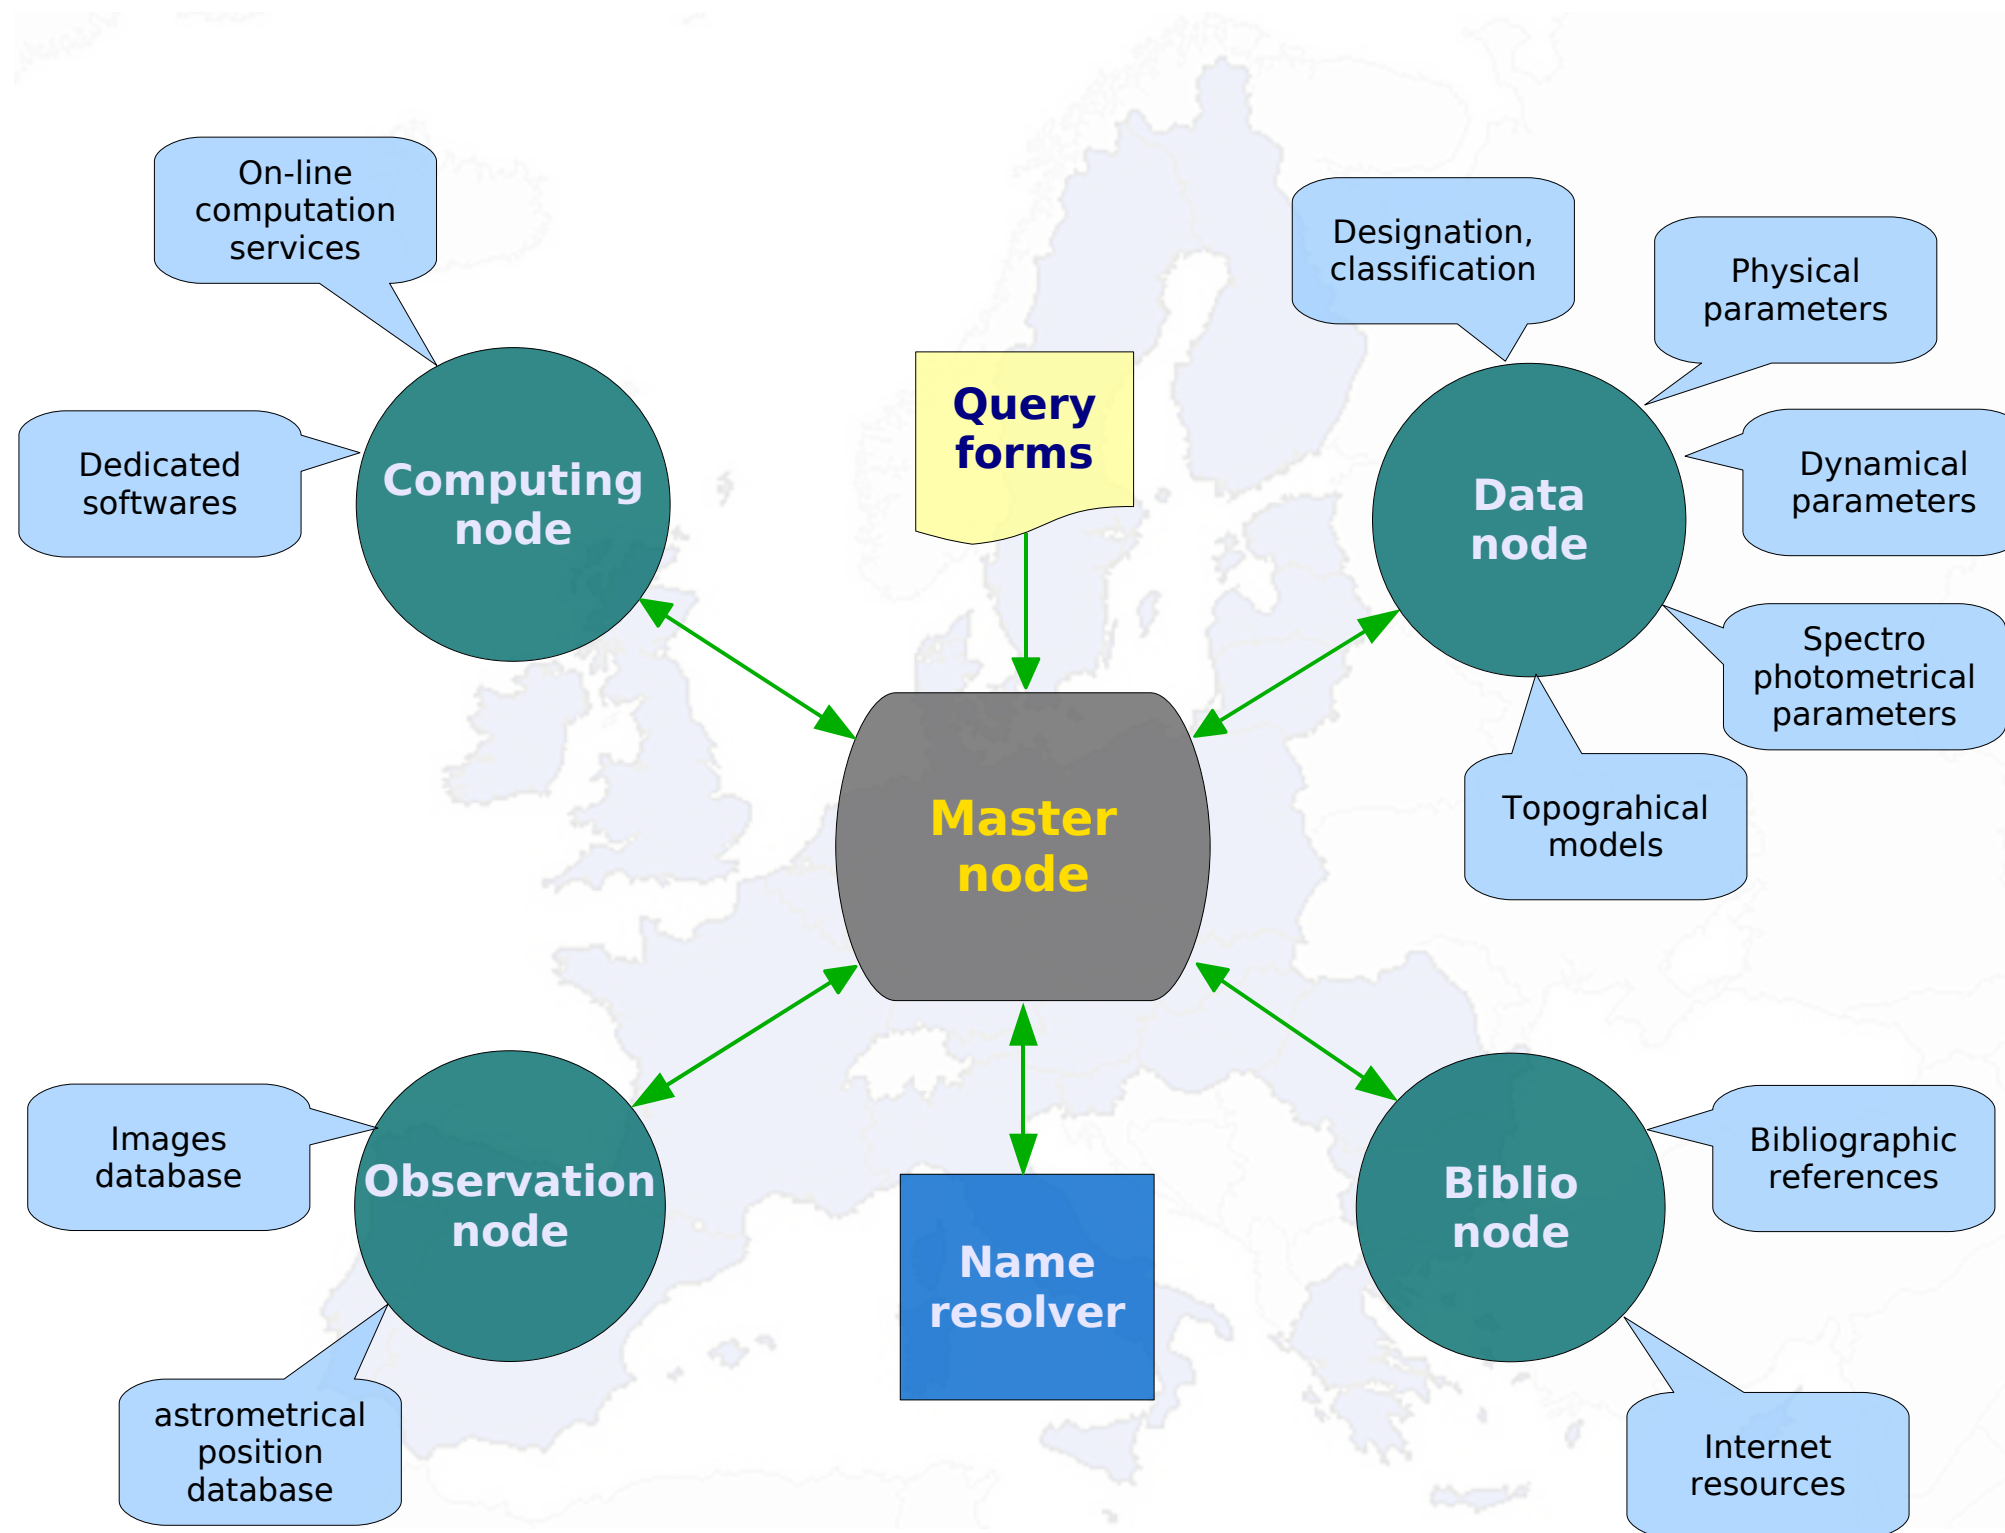 On-line
computation
services
Dedicated
softwares
Computing
node
Query
forms
Designation,
classification
Physical
parameters
Dynamical
parameters
Spectro
photometrical
parameters
Topograhical
models
Data
node
Master
node
Images
database
Observation
node
astrometrical
position
database
Name
resolver
Biblio
node
Bibliographic
references
Internet
resources